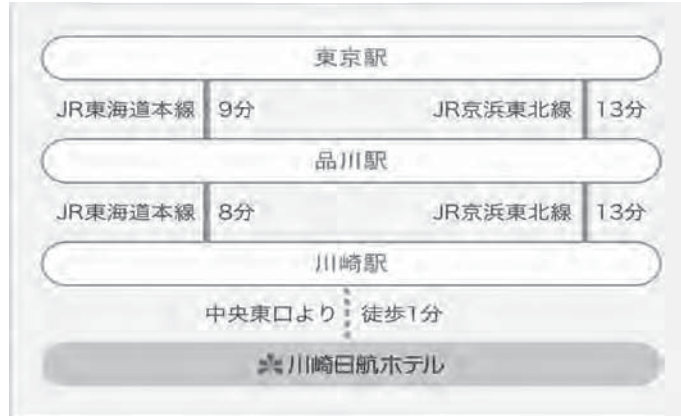 東京駅
JR東海道本線 9分 JR京浜東北線 13分
品川駅
JR東海道本線 8分 JR京浜東北線 13分
川崎駅
中央東口より 徒歩1分
川崎日航ホテル